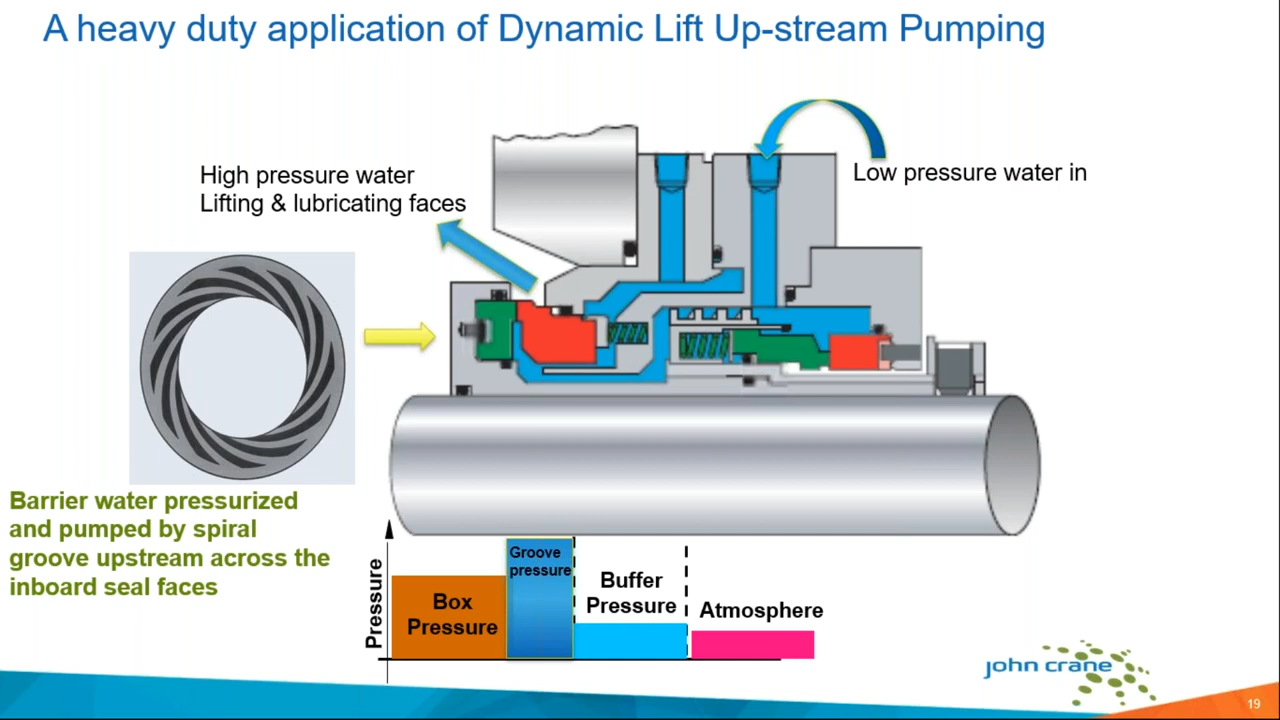 A heavy duty application of Dynamic Lift Up-stream Pumping
High pressure water
Lifting & lubricating faces
Low pressure water in
Barrier water pressurized
and pumped by spiral
groove upstream across the
inboard seal faces
Pressure
Box
Pressure
Groove
pressure
Buffer
Pressure
Atmosphere
john crane
19